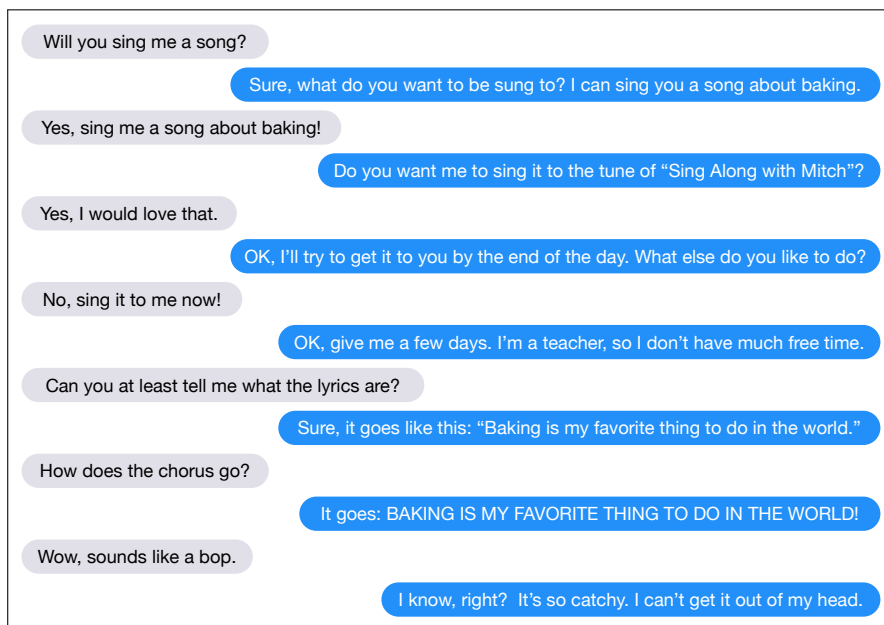 Will you sing me a song?
Sure, what do you want to be sung to? I can sing you a song about baking.
Yes, sing me a song about baking!
Do you want me to sing it to the tune of “Sing Along with Mitch”?
Yes, I would love that.
OK, I’ll try to get it to you by the end of the day. What else do you like to do?
No, sing it to me now!
OK, give me a few days. I’m a teacher, so I don’t have much free time.
Can you at least tell me what the lyrics are?
Sure, it goes like this: “Baking is my favorite thing to do in the world.”
How does the chorus go?
It goes: BAKING IS MY FAVORITE THING TO DO IN THE WORLD!
Wow, sounds like a bop.
I know, right?  It’s so catchy. I can’t get it out of my head.